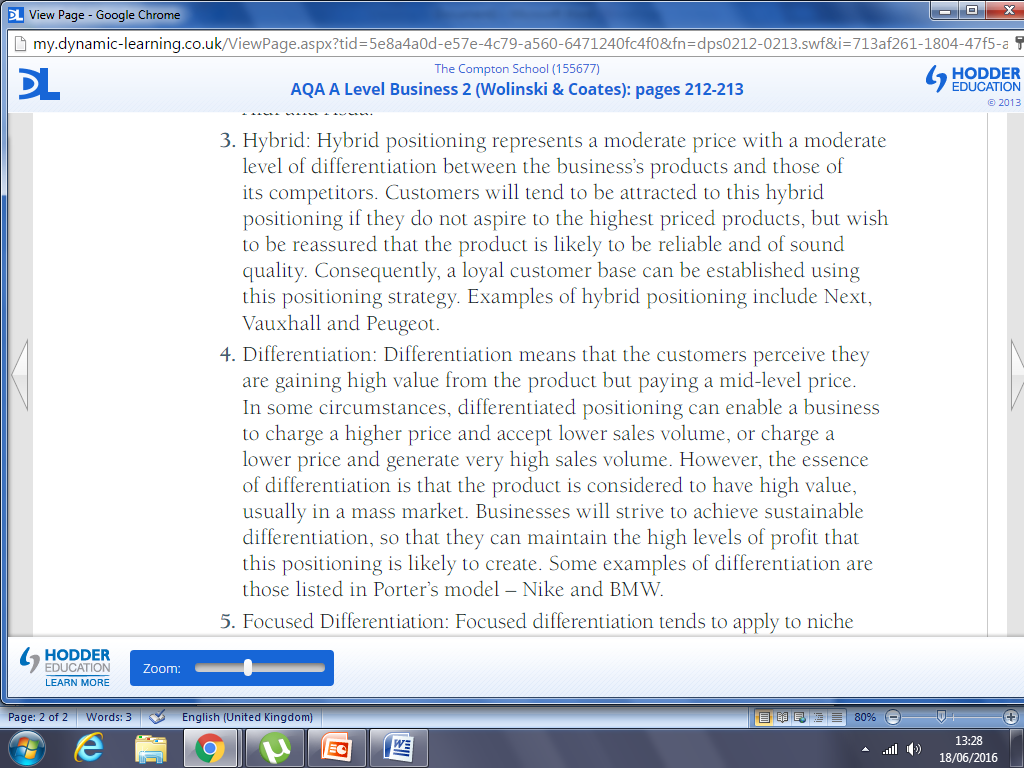 View Page - Google Chrome
my.dynamic-learning.co.uk/ViewPage.aspx?tid=5e8a4a0d-e57e-4c79-a560-6471240fc4f0&fn=dps0212-0213.swf&i=713af261-1804-47f5-a
The Compton School (155677)
AQA A Level Business 2 (Wolinski & Coates): pages 212-213
DL
HODDER
EDUCATION
© 2013
3. Hybrid: Hybrid positioning represents a moderate price with a moderate
level of differentiation between the business's products and those of
its competitors. Customers will tend to be attracted to this hybrid
positioning if they do not aspire to the highest priced products, but wish
to be reassured that the product is likely to be reliable and of sound
quality. Consequently, a loyal customer base can be established using
this positioning strategy. Examples of hybrid positioning include Next,
Vauxhall and Peugeot.
4. Differentiation: Differentiation means that the customers perceive they
are gaining high value from the product but paying a mid-level price.
In some circumstances, differentiated positioning can enable a business
to charge a higher price and accept lower sales volume, or charge a
lower price and generate very high sales volume. However, the essence
of differentiation is that the product is considered to have high value,
usually in a mass market. Businesses will strive to achieve sustainable
differentiation, so that they can maintain the high levels of profit that
this positioning is likely to create. Some examples of differentiation are
those listed in Porter's model – Nike and BMW.
5. Focused Differentiation: Focused differentiation tends to apply to niche
HODDER
EDUCATION
LEARN MORE
Zoom:
Page: 2 of 2
Words: 3
English (United Kingdom)
80%
13:28
18/06/2016